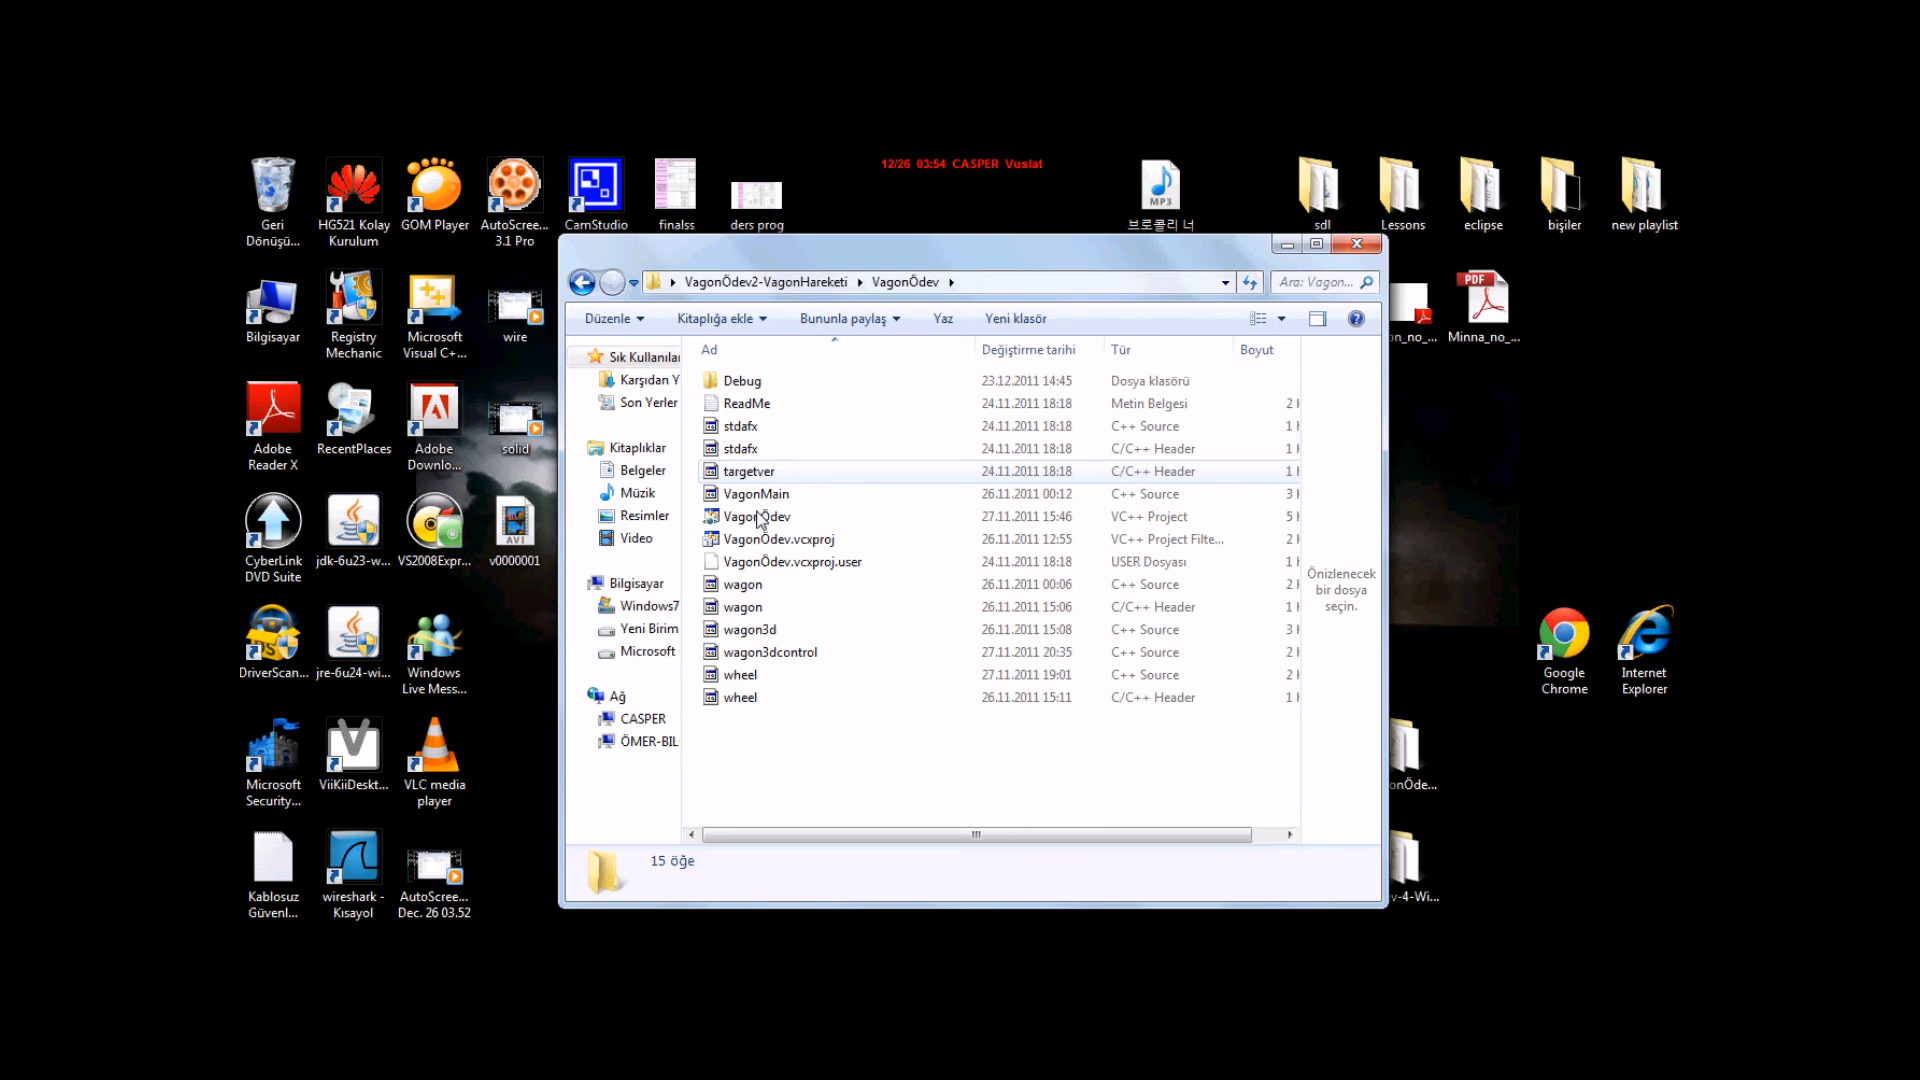 12/26 03:54 CASPER Vuslat
Geri Dönüşü...
HG521 Kolay Kurulum
GOM Player
AutoScree... 3.1 Pro
CamStudio
finalss
ders prog
MP3
브로콜리 너
sdl
Lessons
eclipse
bişiler
new playlist
Bilgisayar
Registry Mechanic
Microsoft Visual C+...
wire
PDF
n_no_...
Minna_no_...
Adobe Reader X
RecentPlaces
Adobe Downlo...
solid
CyberLink DVD Suite
jdk-6u23-w...
VS2008Expr...
AVI
v0000001
DriverScan...
jre-6u24-wi...
Windows Live Mess...
Google Chrome
Internet Explorer
Microsoft Security...
ViiKiiDeskt...
VLC media player
onÖde...
Kablosuz Güvenl...
wireshark - Kısayol
AutoScree... Dec. 26 03.52
v-4-Wi...
VagonÖdev2-VagonHareketi
VagonÖdev
Ara: Vagon...
Düzenle
Kitaplığa ekle
Bununla paylaş
Yaz
Yeni klasör
Sık Kullanılar
Karşıdan Y
Son Yerler
Kitaplıklar
Belgeler
Müzik
Resimler
Video
Bilgisayar
Windows7
Yeni Birim
Microsoft
Ağ
CASPER
ÖMER-BIL
Ad Değiştirme tarihi Tür Boyut
Debug 23.12.2011 14:45 Dosya klasörü
ReadMe 24.11.2011 18:18 Metin Belgesi 2
stdafx 24.11.2011 18:18 C++ Source 1
stdafx 24.11.2011 18:18 C/C++ Header 1
targetver 24.11.2011 18:18 C/C++ Header 1
VagonMain 26.11.2011 00:12 C++ Source 3
VagonÖdev 27.11.2011 15:46 VC++ Project 5
VagonÖdev.vcxproj 26.11.2011 12:55 VC++ Project Filte... 2
VagonÖdev.vcxproj.user 24.11.2011 18:18 USER Dosyası 1
wagon 26.11.2011 00:06 C++ Source 2
wagon 26.11.2011 15:06 C/C++ Header 1
wagon3d 26.11.2011 15:08 C++ Source 3
wagon3dcontrol 27.11.2011 20:35 C++ Source 2
wheel 27.11.2011 19:01 C++ Source 2
wheel 26.11.2011 15:11 C/C++ Header 1
Önizlenecek
bir dosya
seçin.
15 öğe